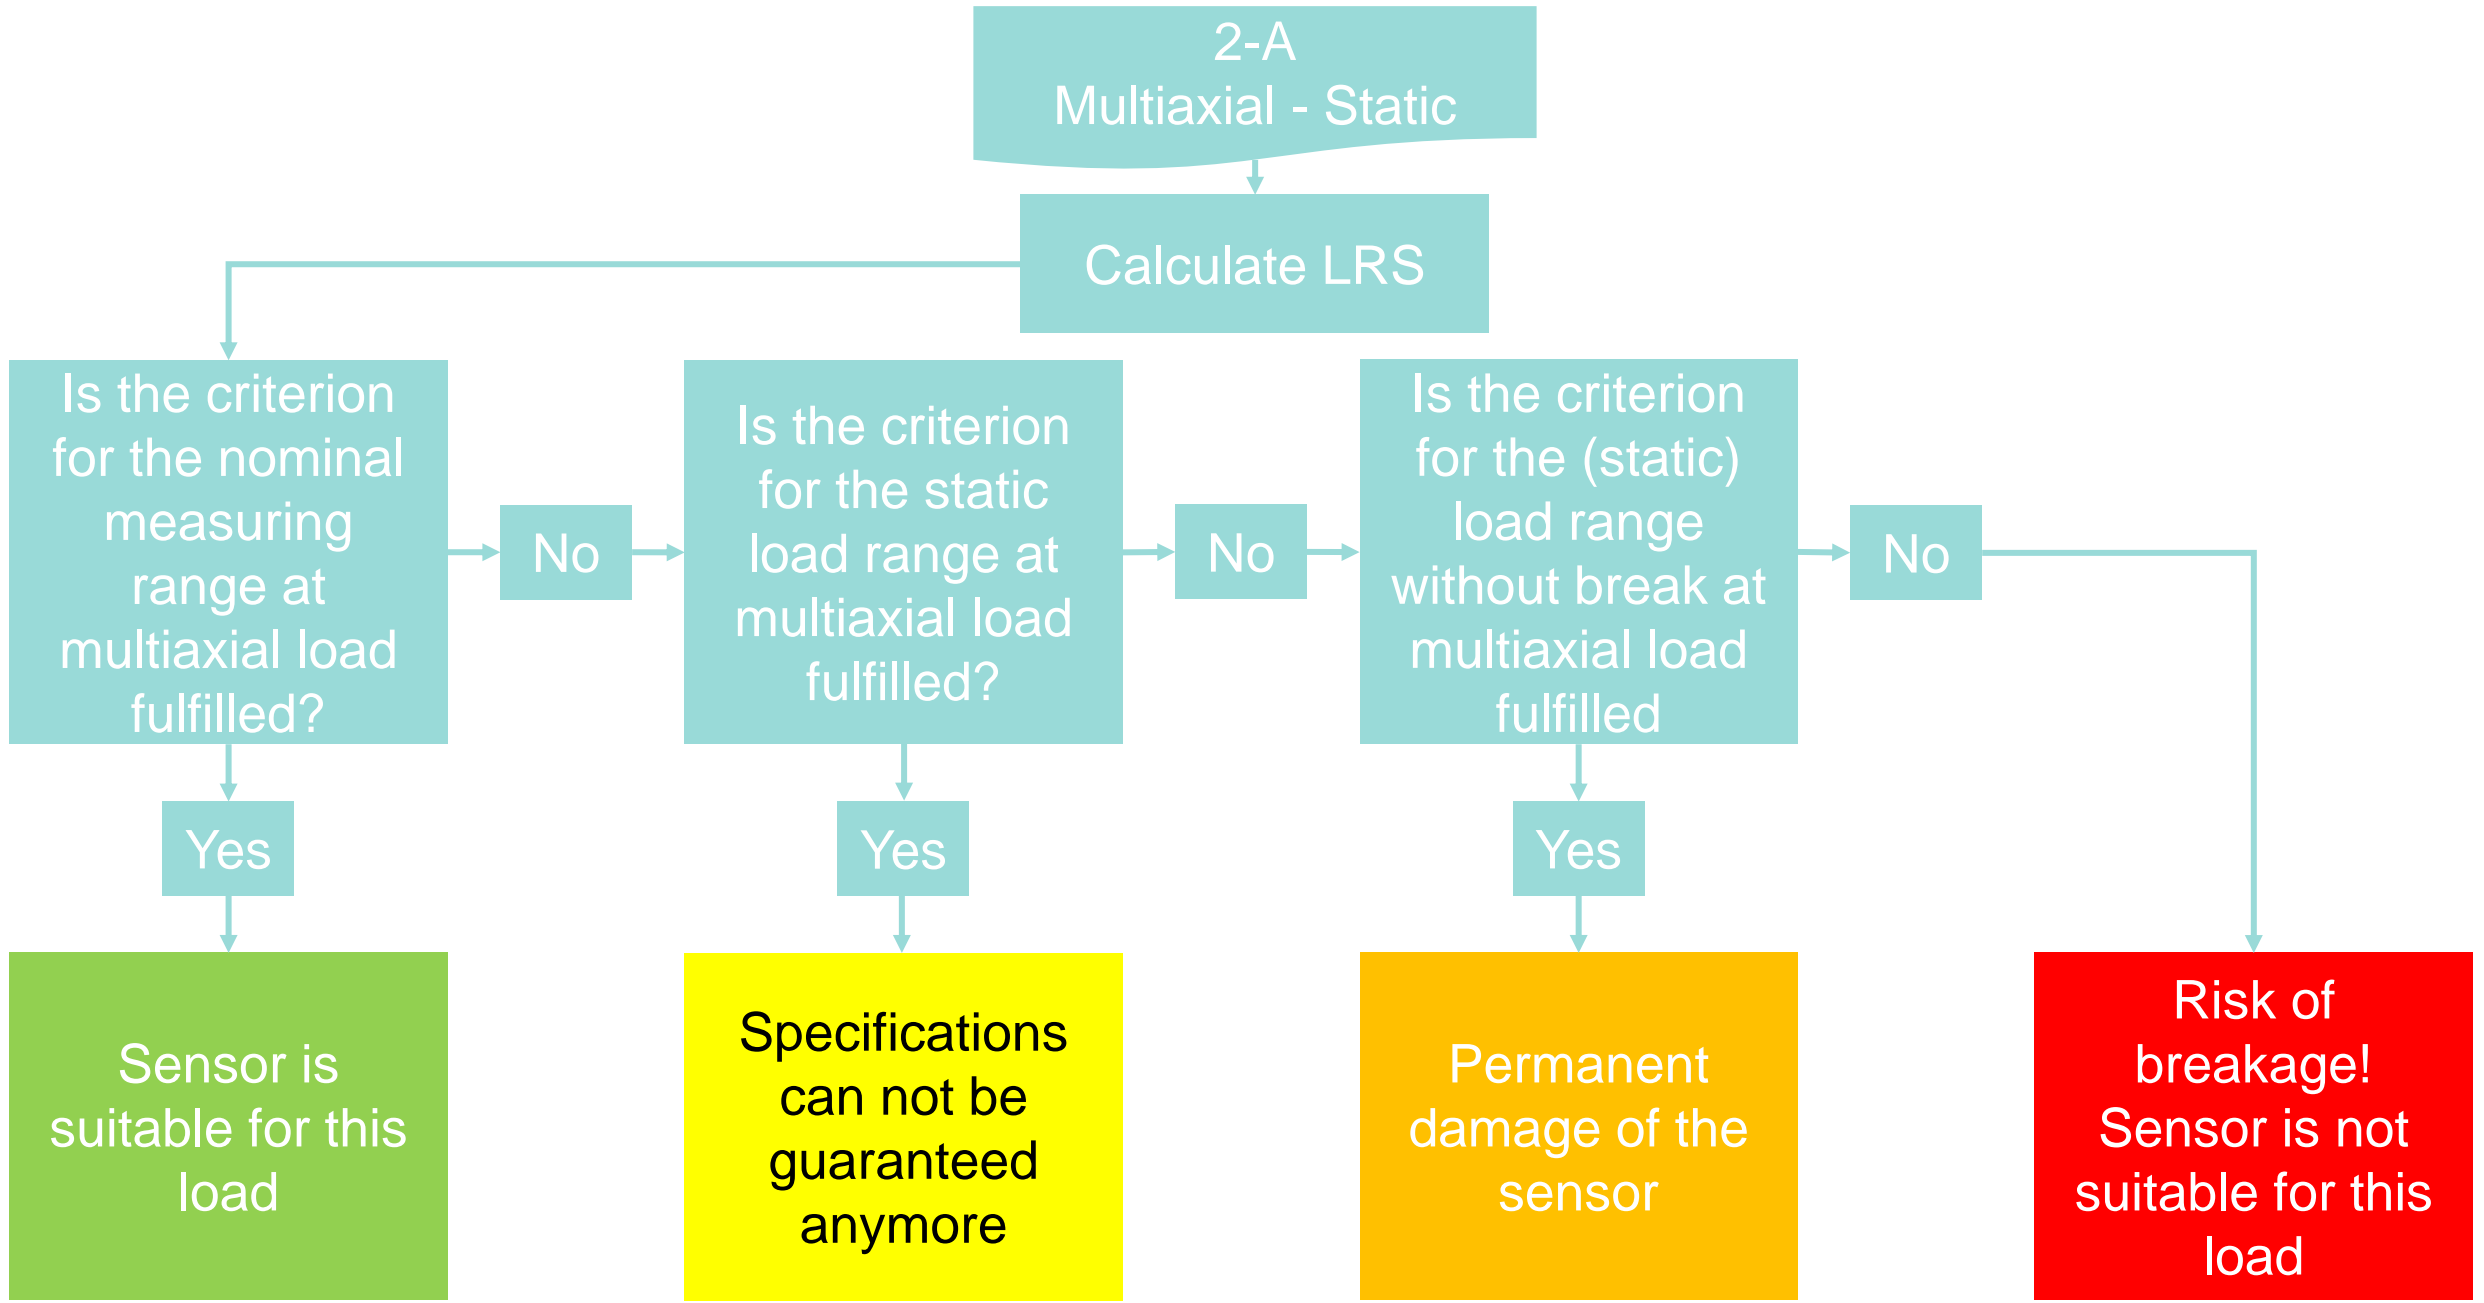 2-A
Multiaxial - Static
Calculate LRS
Is the criterion
for the nominal
measuring
range at
multiaxial load
fulfilled?
No
Is the criterion
for the static
load range at
multiaxial load
fulfilled?
No
Is the criterion
for the (static)
load range
without break at
multiaxial load
fulfilled
No
Yes
Yes
Yes
Sensor is
suitable for this
load
Specifications
can not be
guaranteed
anymore
Permanent
damage of the
sensor
Risk of
breakage!
Sensor is not
suitable for this
load